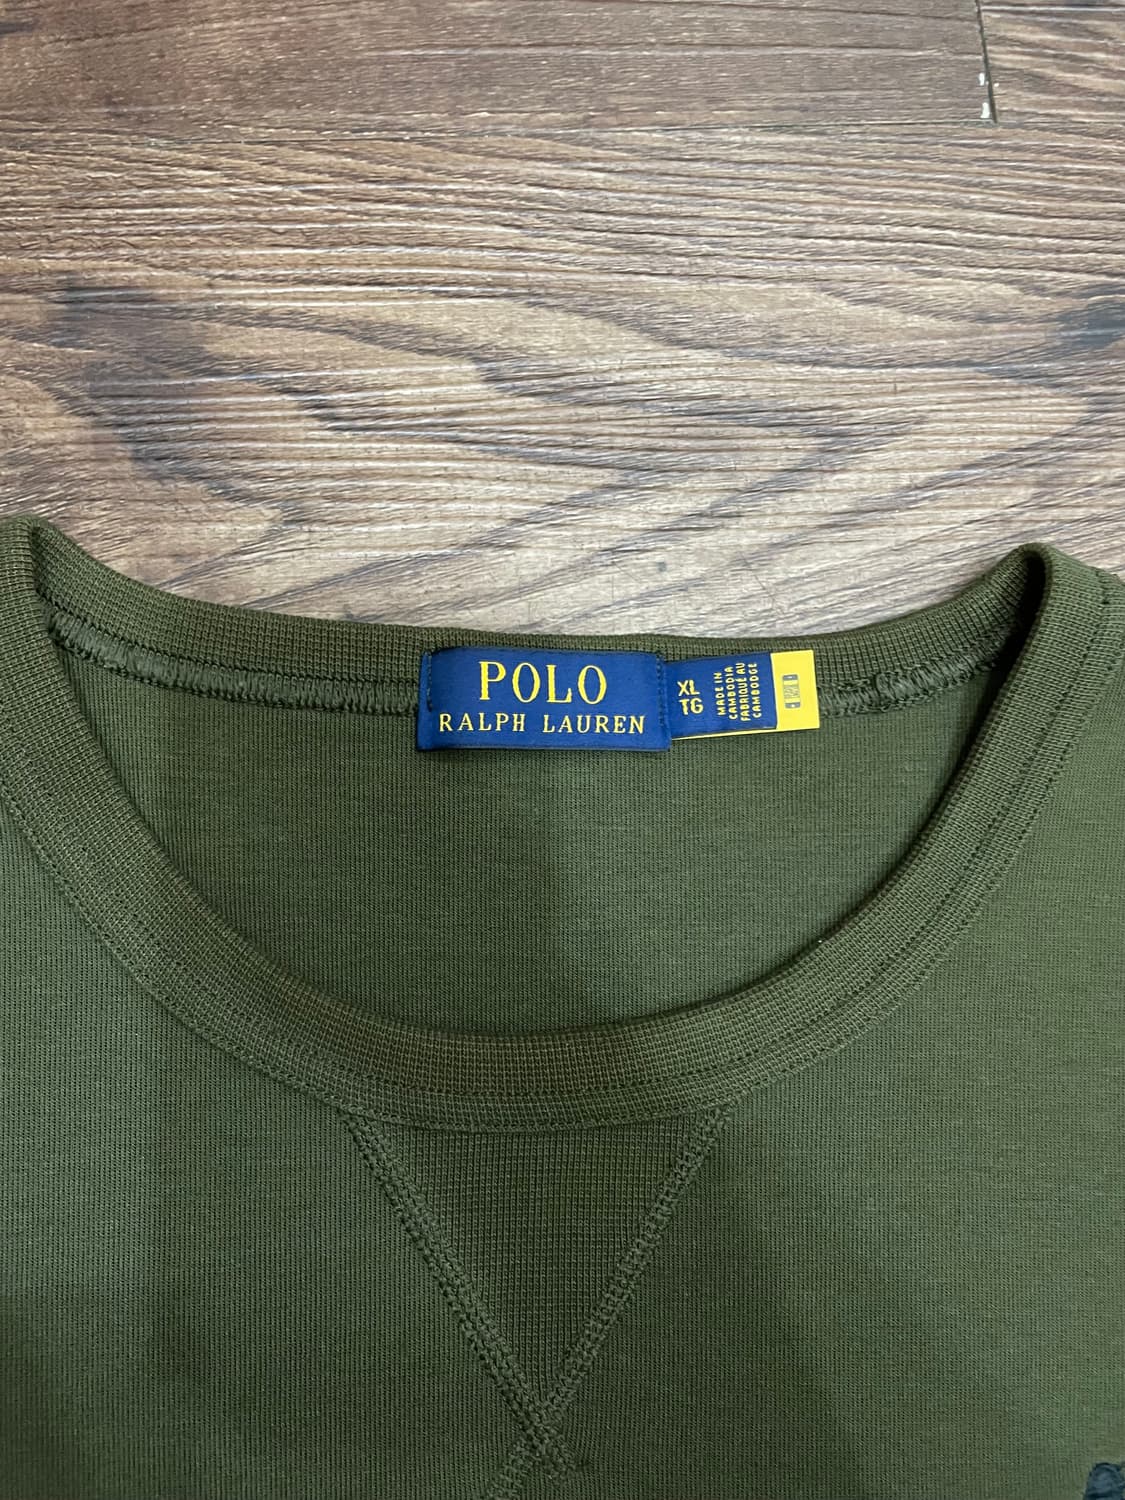 POLO
RALPH LAUREN
XL
TG
MADE IN
CAMBODIA
FABRIQUÉ AU
CAMBODGE